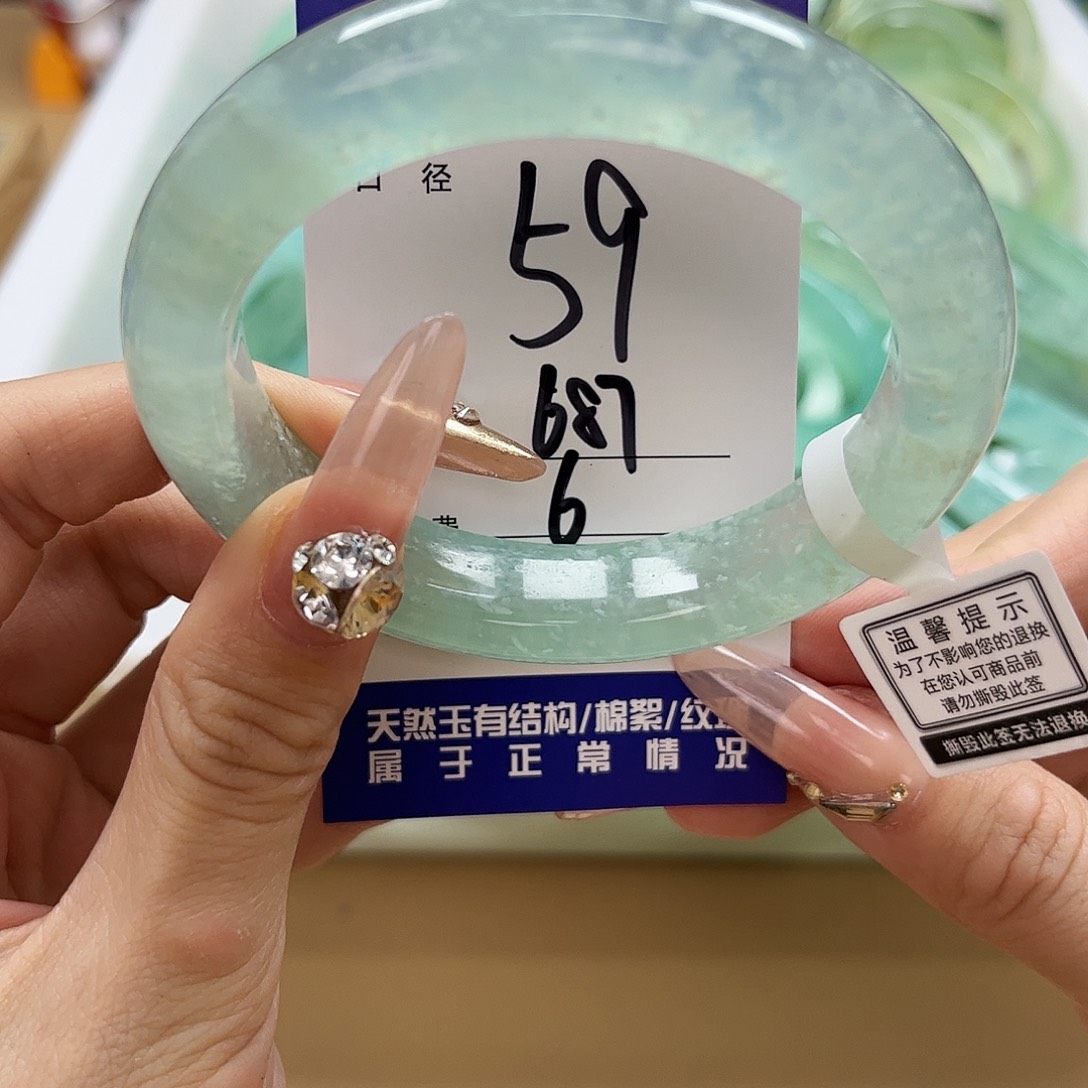 口 径
59
687
6
费
天然玉有结构/棉絮/纹
属于正常情况
温馨提示
为了不影响您的退换
在您认可商品前
请勿撕毁此签
撕毁此签无法退换